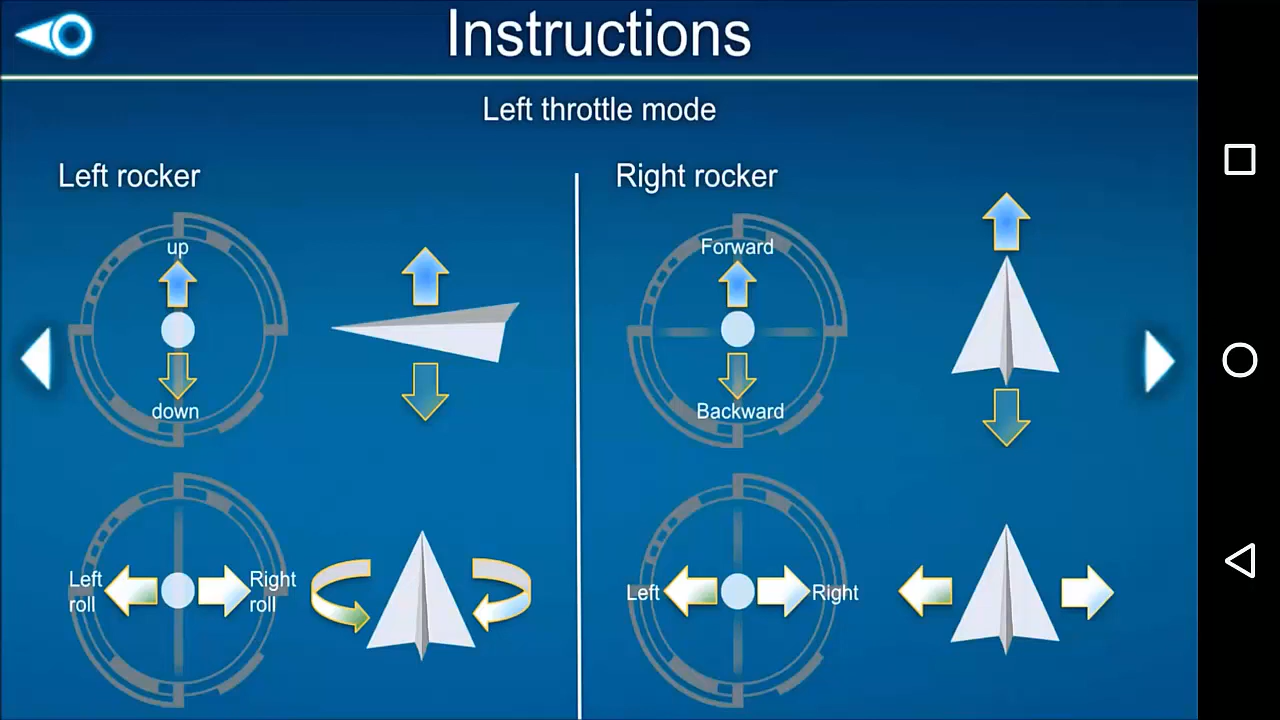 Instructions
Left throttle mode
Left rocker
up
down
Left
roll
Right
roll
Right rocker
Forward
Backward
Left
Right